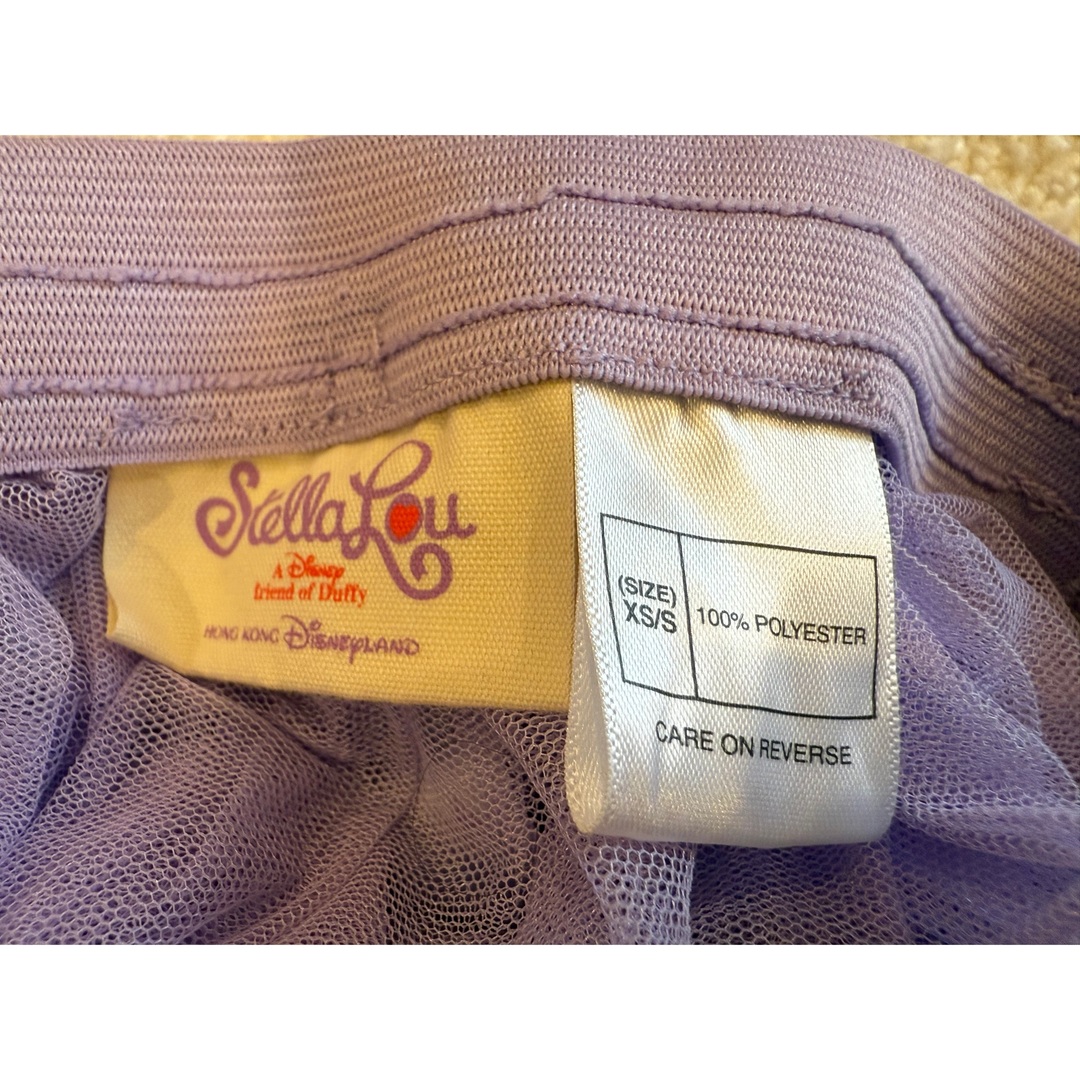 StellaLou
A Disney
friend of Duffy
HONG KONG Disneyland
(SIZE)
XS/S
100% POLYESTER
CARE ON REVERSE